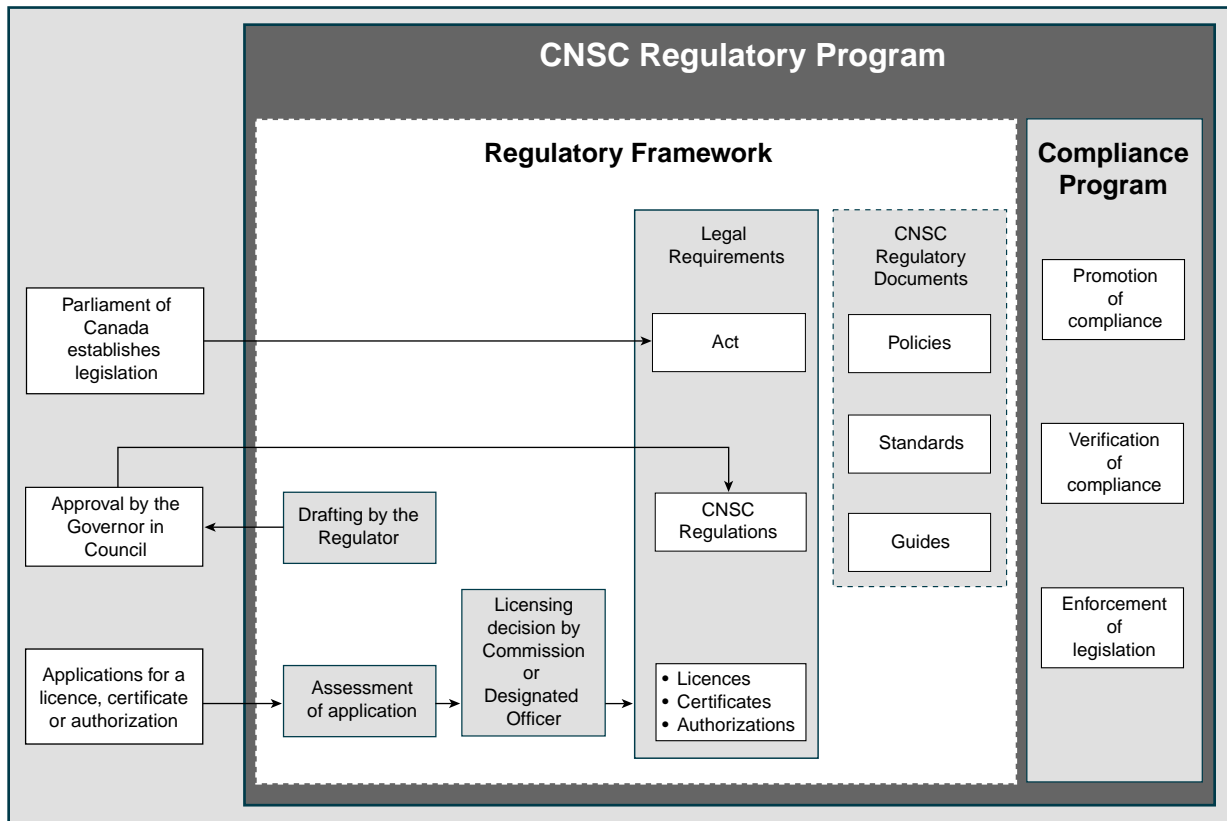 CNSC Regulatory Program
Regulatory Framework
Compliance
Program
Legal
Requirements
CNSC
Regulatory
Documents
Parliament of
Canada
establishes
legislation
Act
Policies
Promotion
of
compliance
Approval by the
Governor in
Council
Drafting by the
Regulator
CNSC
Regulations
Standards
Guides
Verification
of
compliance
Applications for a
licence, certificate
or authorization
Assessment
of application
Licensing
decision by
Commission
or
Designated
Officer
• Licences
• Certificates
• Authorizations
Enforcement
of
legislation